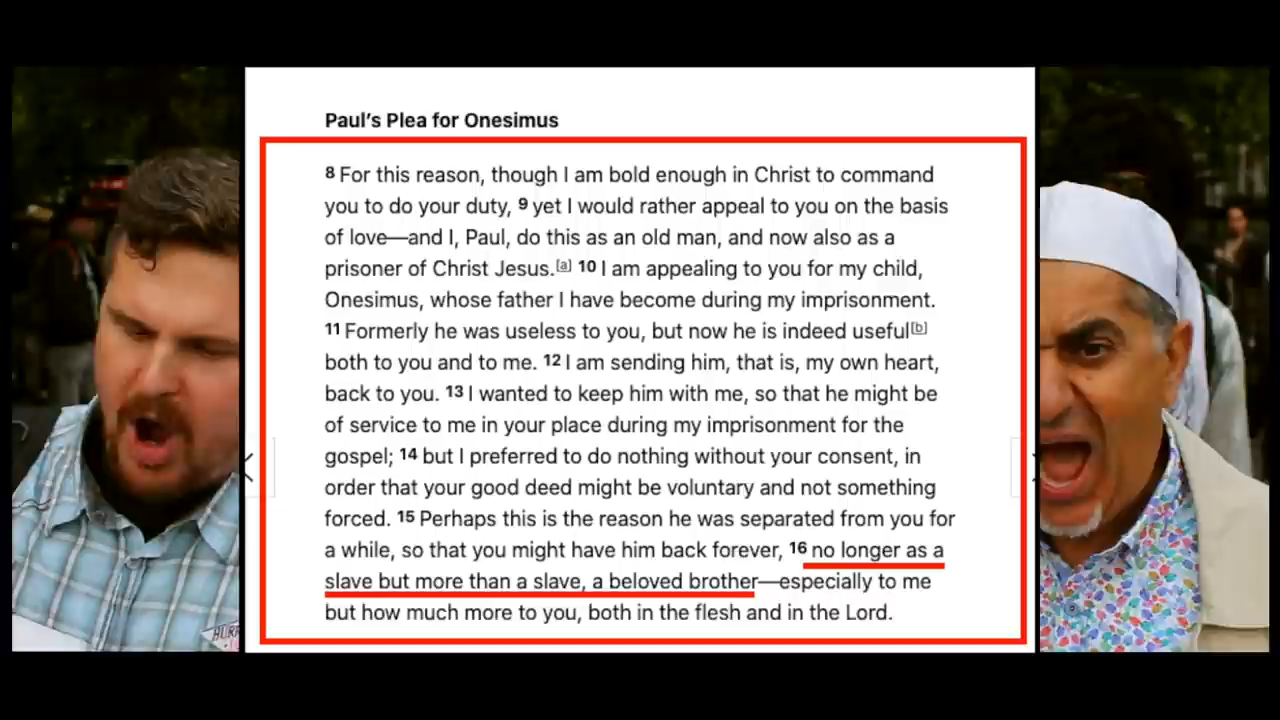 Paul's Plea for Onesimus
8 For this reason, though I am bold enough in Christ to command
you to do your duty, 9 yet I would rather appeal to you on the basis
of love—and I, Paul, do this as an old man, and now also as a
prisoner of Christ Jesus.[a] 10 I am appealing to you for my child,
Onesimus, whose father I have become during my imprisonment.
11 Formerly he was useless to you, but now he is indeed useful[b]
both to you and to me. 12 I am sending him, that is, my own heart,
back to you. 13 I wanted to keep him with me, so that he might be
of service to me in your place during my imprisonment for the
gospel; 14 but I preferred to do nothing without your consent, in
order that your good deed might be voluntary and not something
forced. 15 Perhaps this is the reason he was separated from you for
a while, so that you might have him back forever, 16 no longer as a
slave but more than a slave, a beloved brother—especially to me
but how much more to you, both in the flesh and in the Lord.